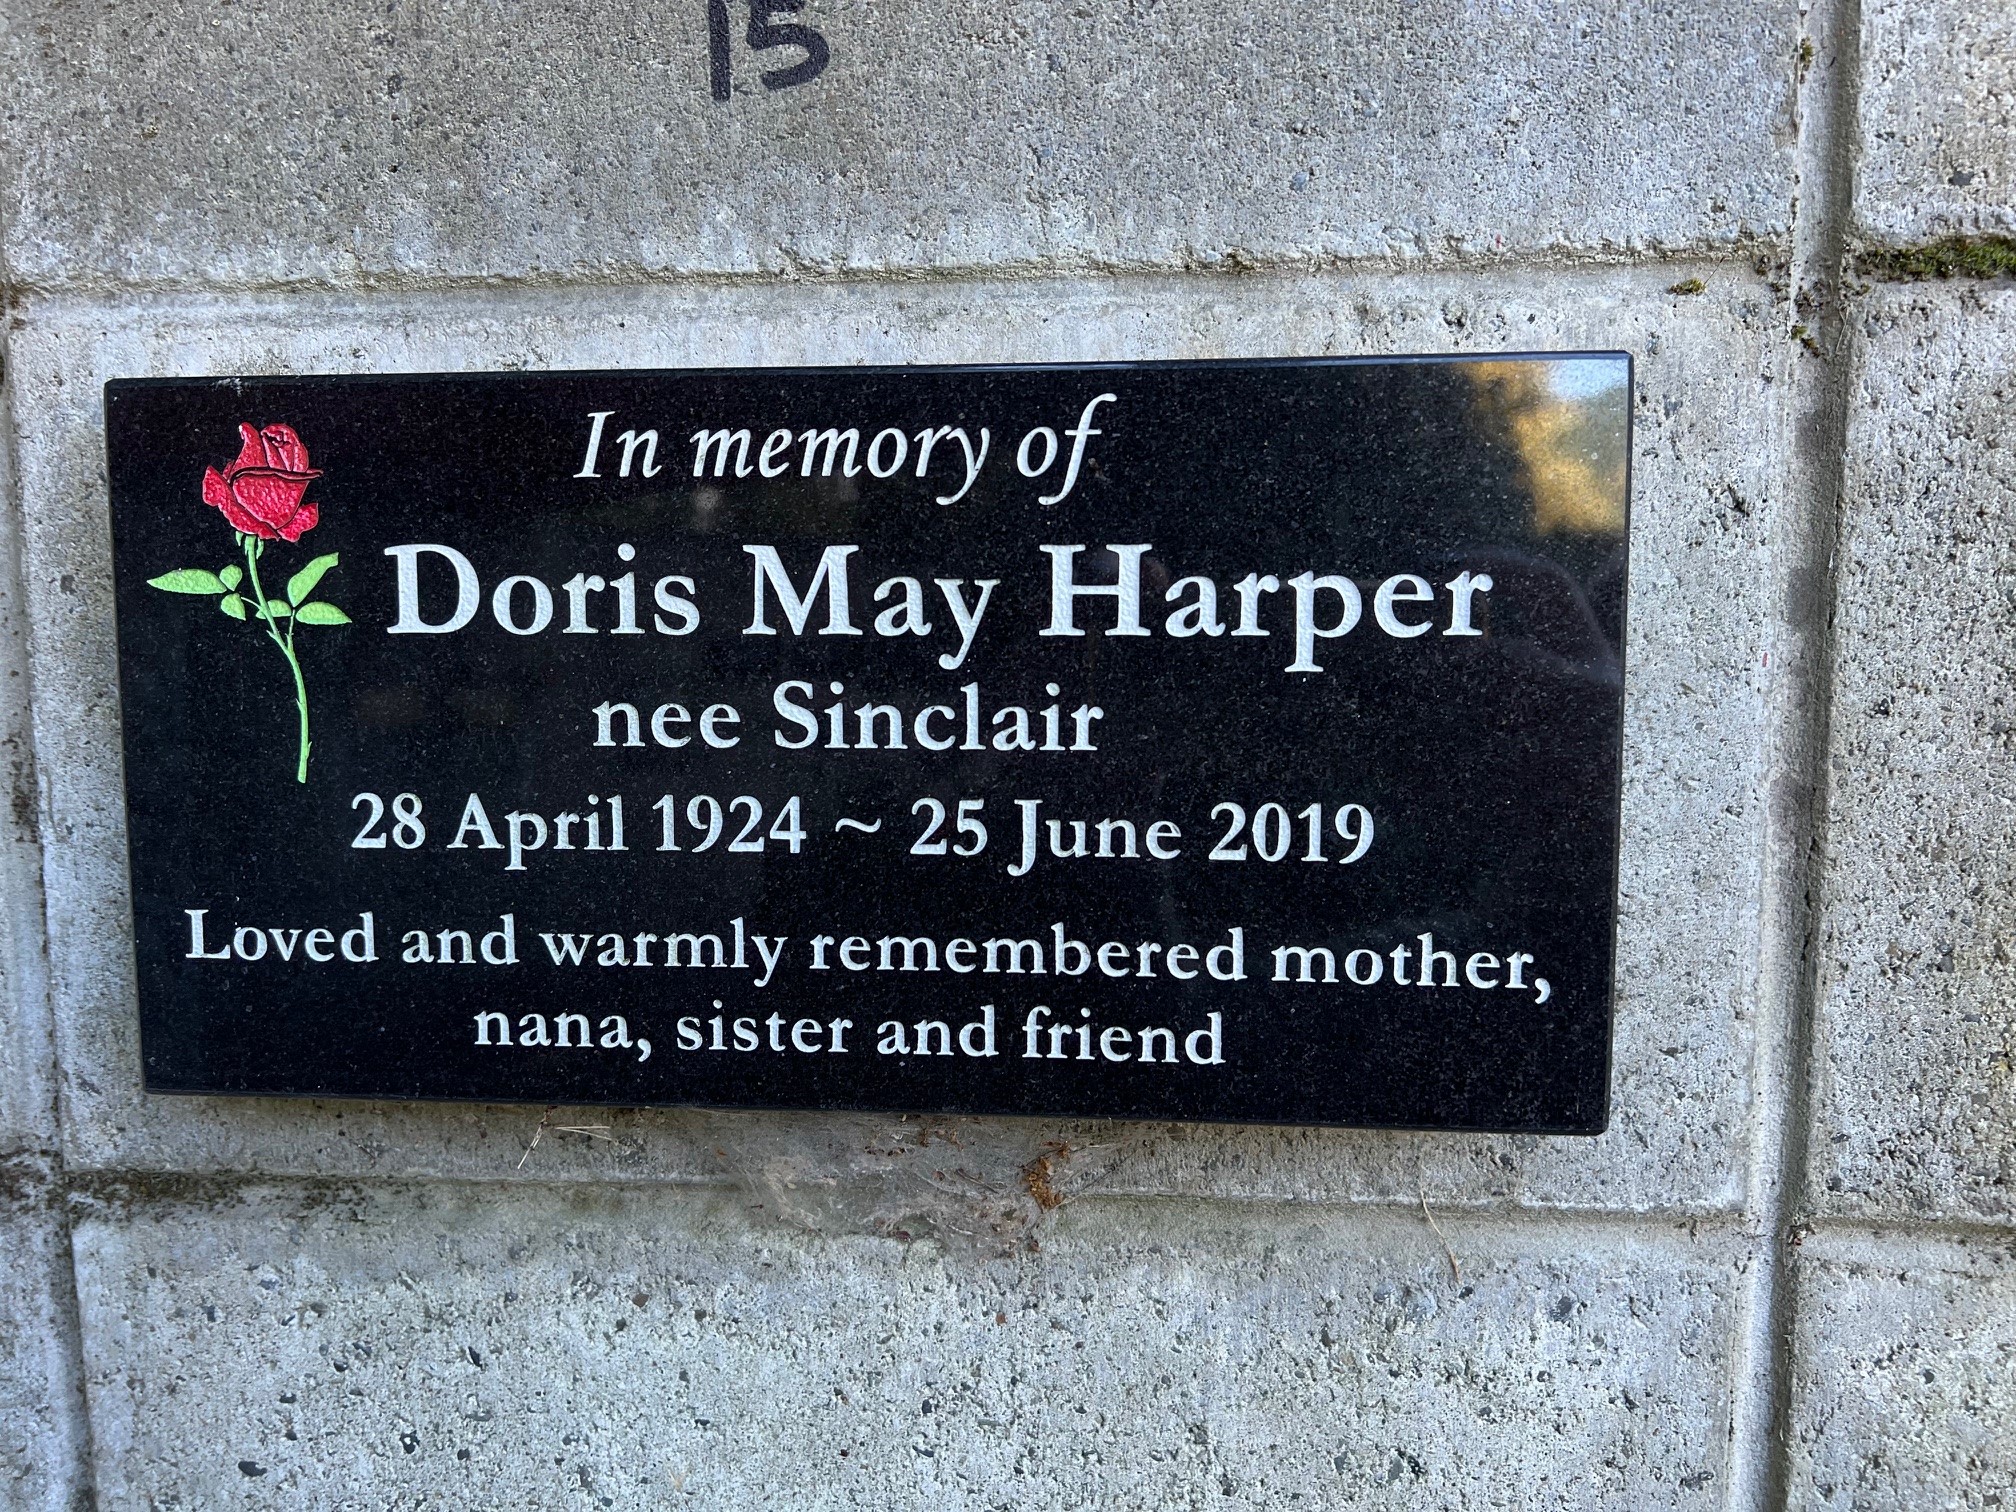 15
In memory of
Doris May Harper
nee Sinclair
28 April 1924 ~ 25 June 2019
Loved and warmly remembered mother,
nana, sister and friend